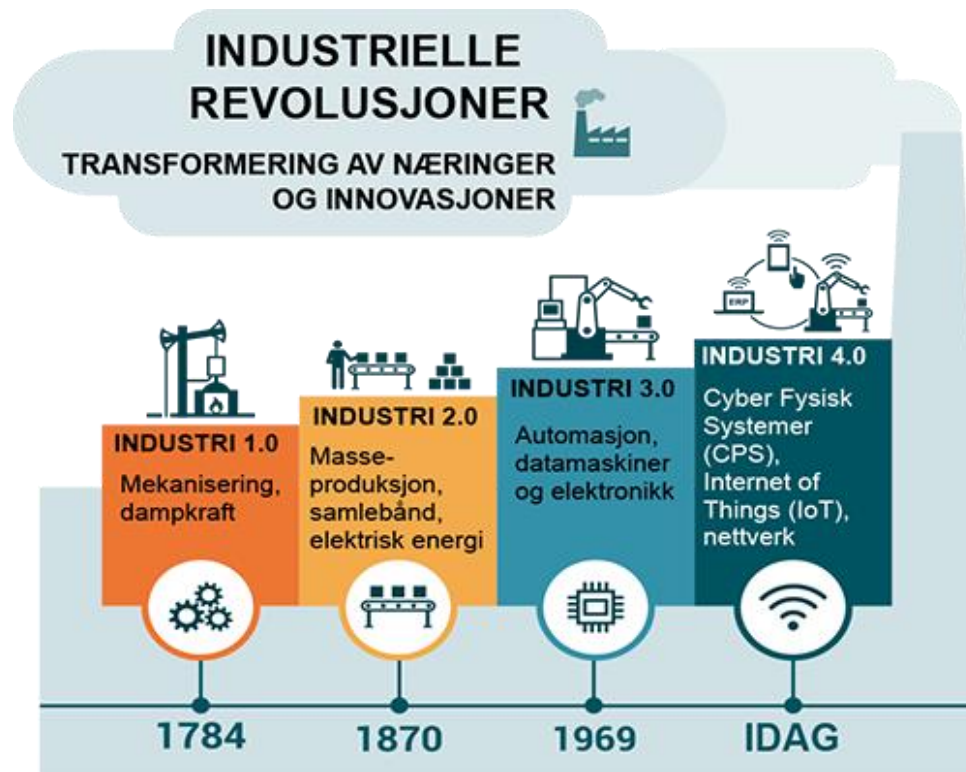 INDUSTRIELLE
REVOLUSJONER
TRANSFORMERING AV NÆRINGER
OG INNOVASJONER
INDUSTRI 1.0
Mekanisering,
dampkraft
INDUSTRI 2.0
Masse-
produksjon,
samlebånd,
elektrisk energi
INDUSTRI 3.0
Automasjon,
datamaskiner
og elektronikk
ERP
INDUSTRI 4.0
Cyber Fysisk
Systemer
(CPS),
Internet of
Things (IoT),
nettverk
1784
1870
1969
IDAG